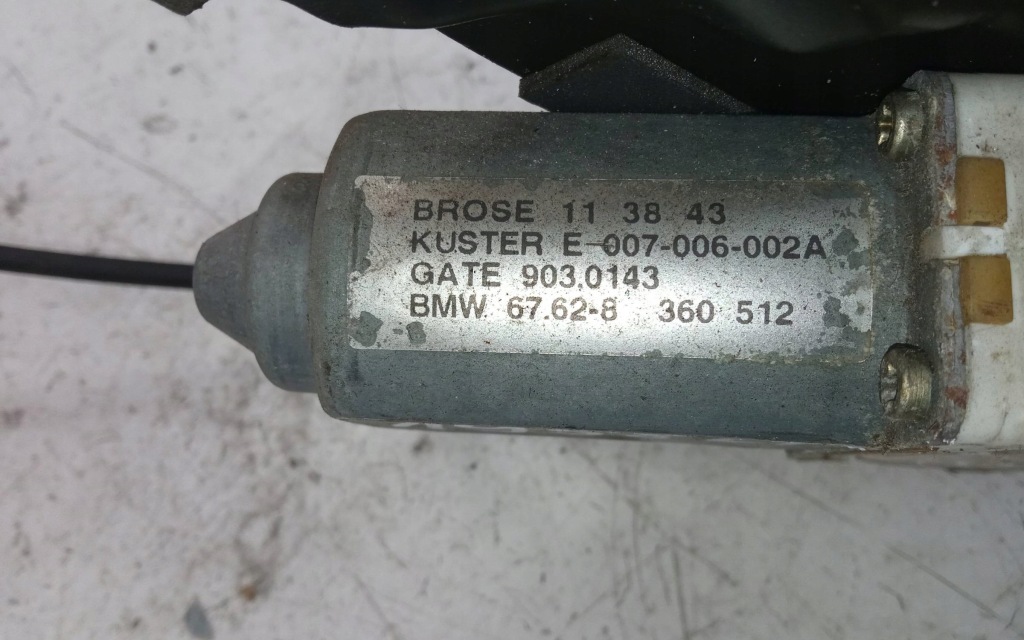 BROSE 11 38 43
KUSTER E-007-006-002A
GATE 903.0143
BMW 67.62-8 360 512